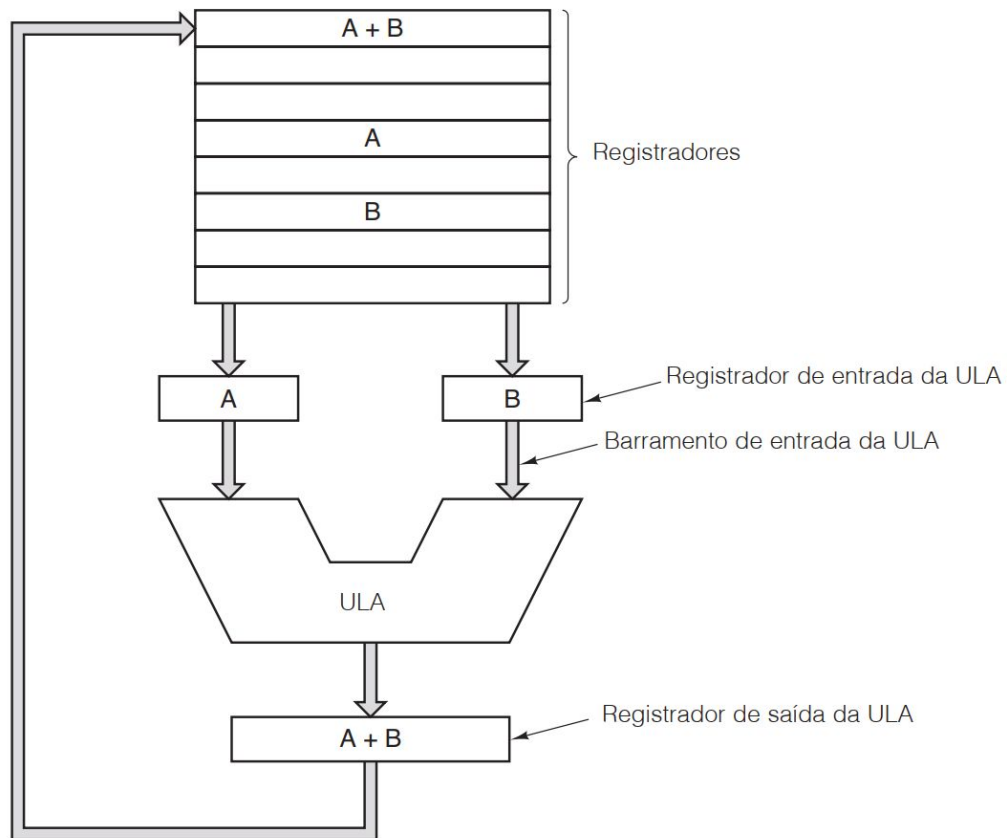 A + B
A
Registradores
B
A
B
Registrador de entrada da ULA
Barramento de entrada da ULA
ULA
A + B
Registrador de saída da ULA